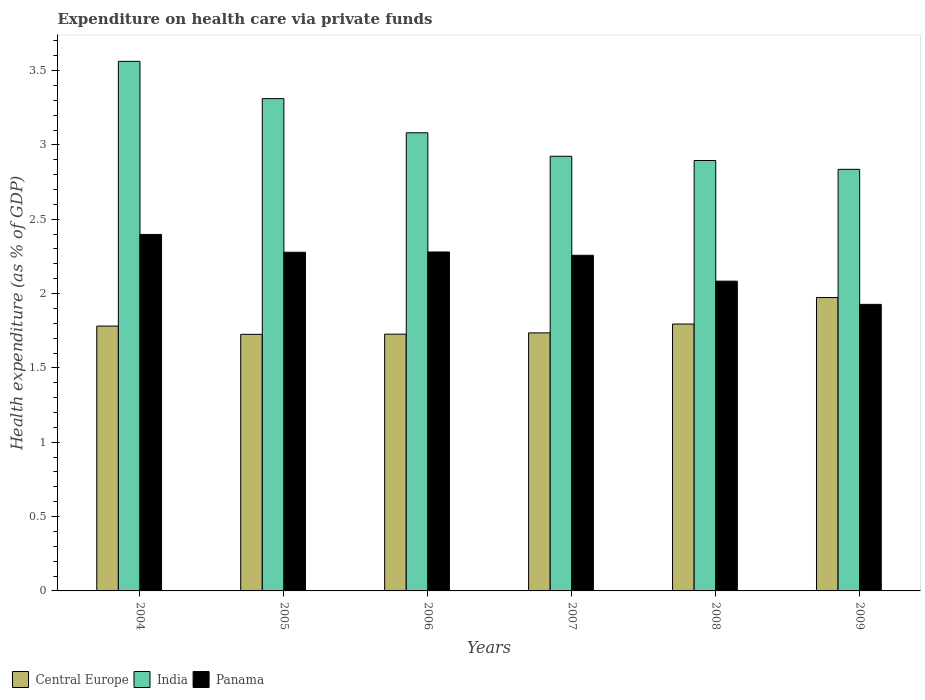 Expenditure on health care via private funds
Health expenditure (as % of GDP)
3.5
3
2.5
2
1.5
1
0.5
0
2004
2005
2006
2007
2008
2009
Years
Central Europe
India
Panama